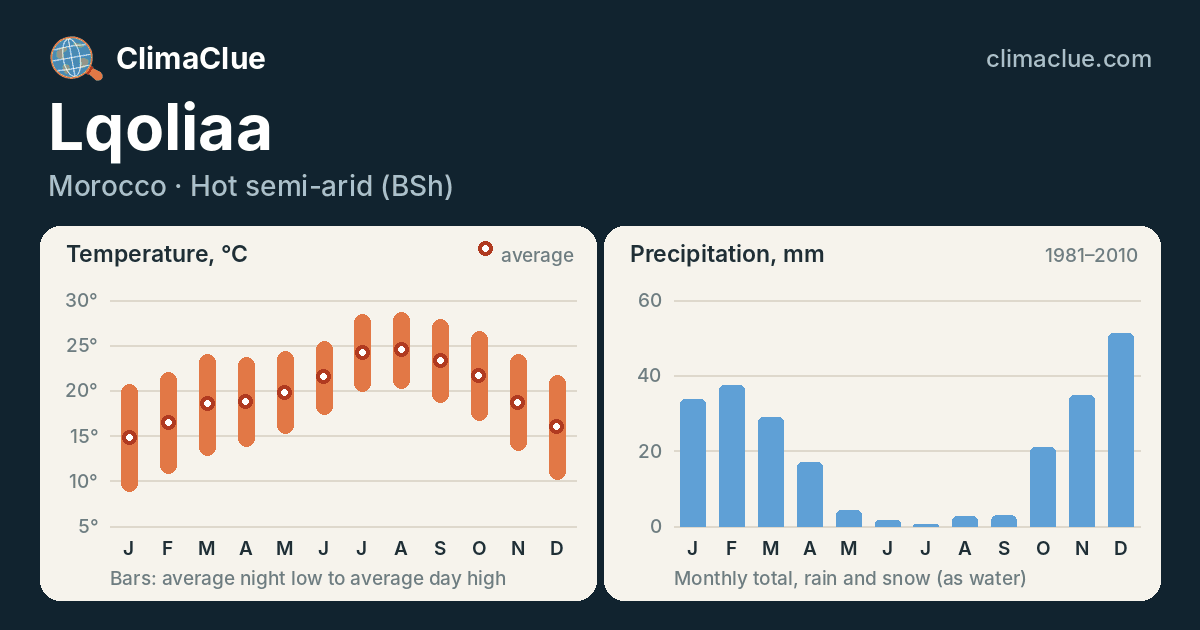 ClimaClue
climaclue.com
Lqoliaa
Morocco · Hot semi-arid (BSh)
Temperature, °C
average
30°
25°
20°
15°
10°
5°
J F M A M J J A S O N D
Bars: average night low to average day high
Precipitation, mm
1981–2010
60
40
20
0
J F M A M J J A S O N D
Monthly total, rain and snow (as water)